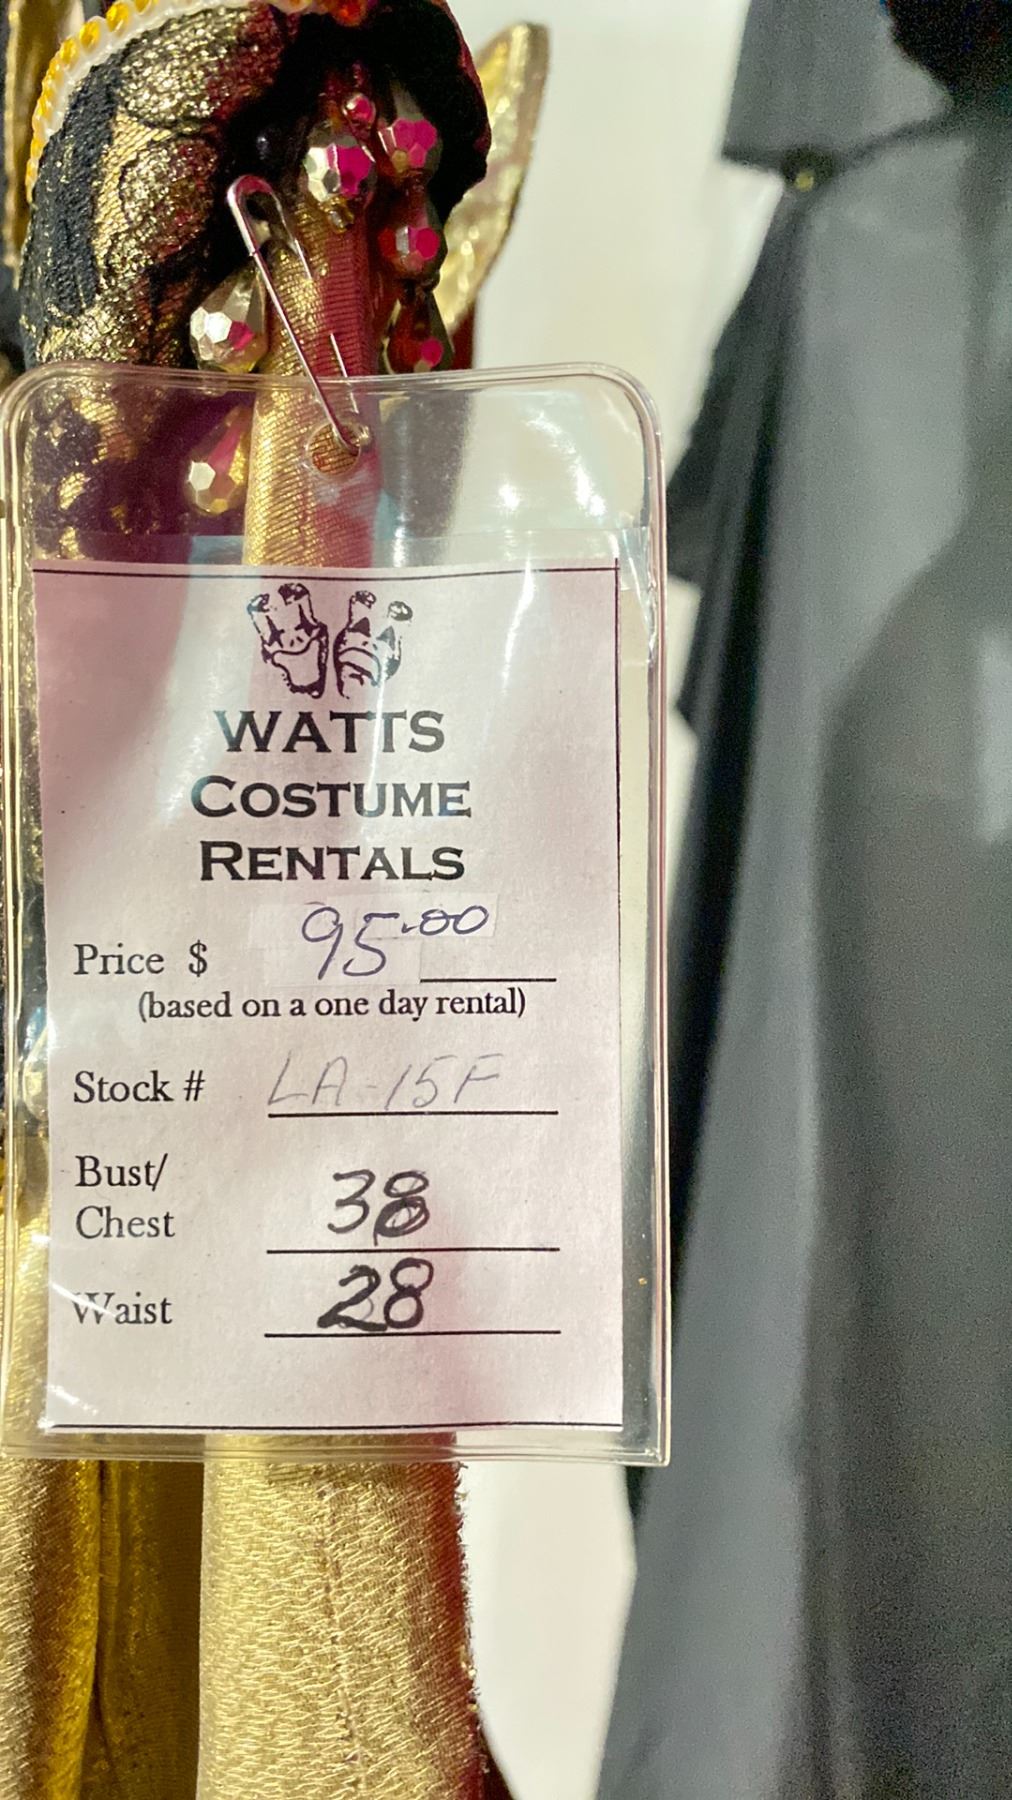 WATTS
COSTUME
RENTALS
Price $ 95.00
(based on a one day rental)
Stock # LA-15F
Bust/
Chest 38
Waist 28